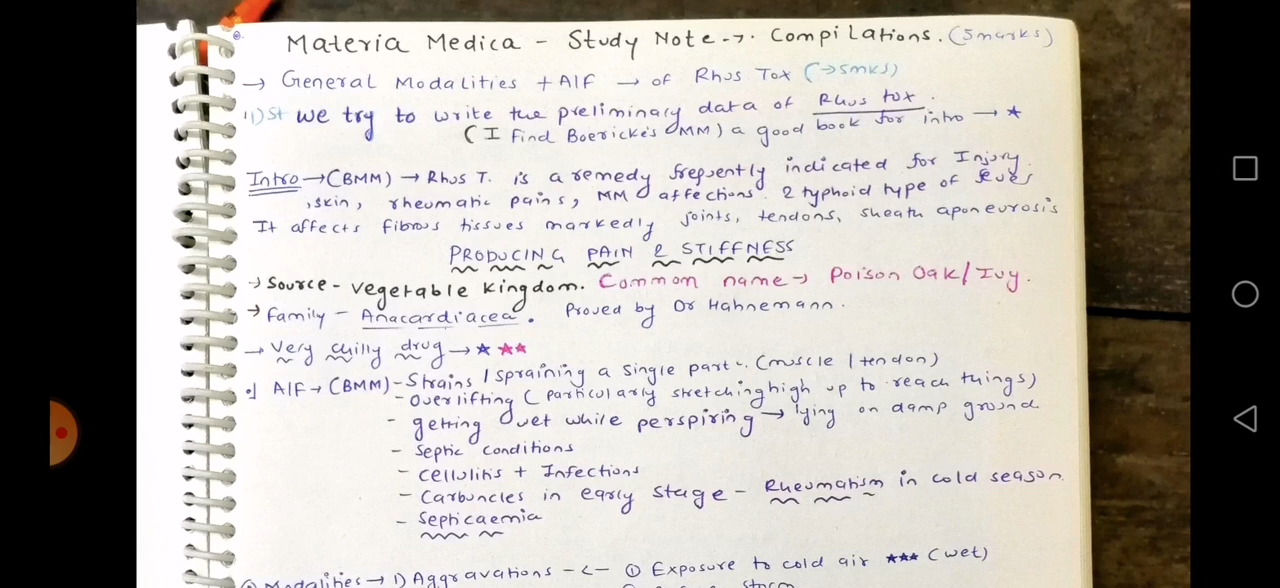 Materia Medica - Study Note →. Compilations. (5marks)
→ General Modalities + A/F → of Rhus Tox (→5mks)
1) St we try to write the preliminary data of Rhus tox.
(I find Boericke's MM) a good book for intro → ★
Intro → (BMM) → Rhus T. is a remedy frequently indicated for Injury
, skin, rheumatic pains, MM affections & typhoid type of fever
It affects fibrous tissues markedly joints, tendons, sheath aponeurosis
PRODUCING PAIN & STIFFNESS
→ Source - vegetable kingdom. Common name → Poison Oak/Ivy.
→ Family - Anacardiacea. Proved by Dr Hahnemann.
→ Very chilly drug → ★ ★★
•] A/F → (BMM) - Strains / spraining a single part. (muscle / tendon)
- Overlifting (particularly stretching high up to reach things)
- getting wet while perspiring → lying on damp ground
- Septic conditions
- Cellulitis + Infections
- Carbuncles in early stage - Rheumatism in cold season.
- Septicaemia
Modalities → 1) Aggravations - <- ① Exposure to cold air ★★★ (wet)
storm